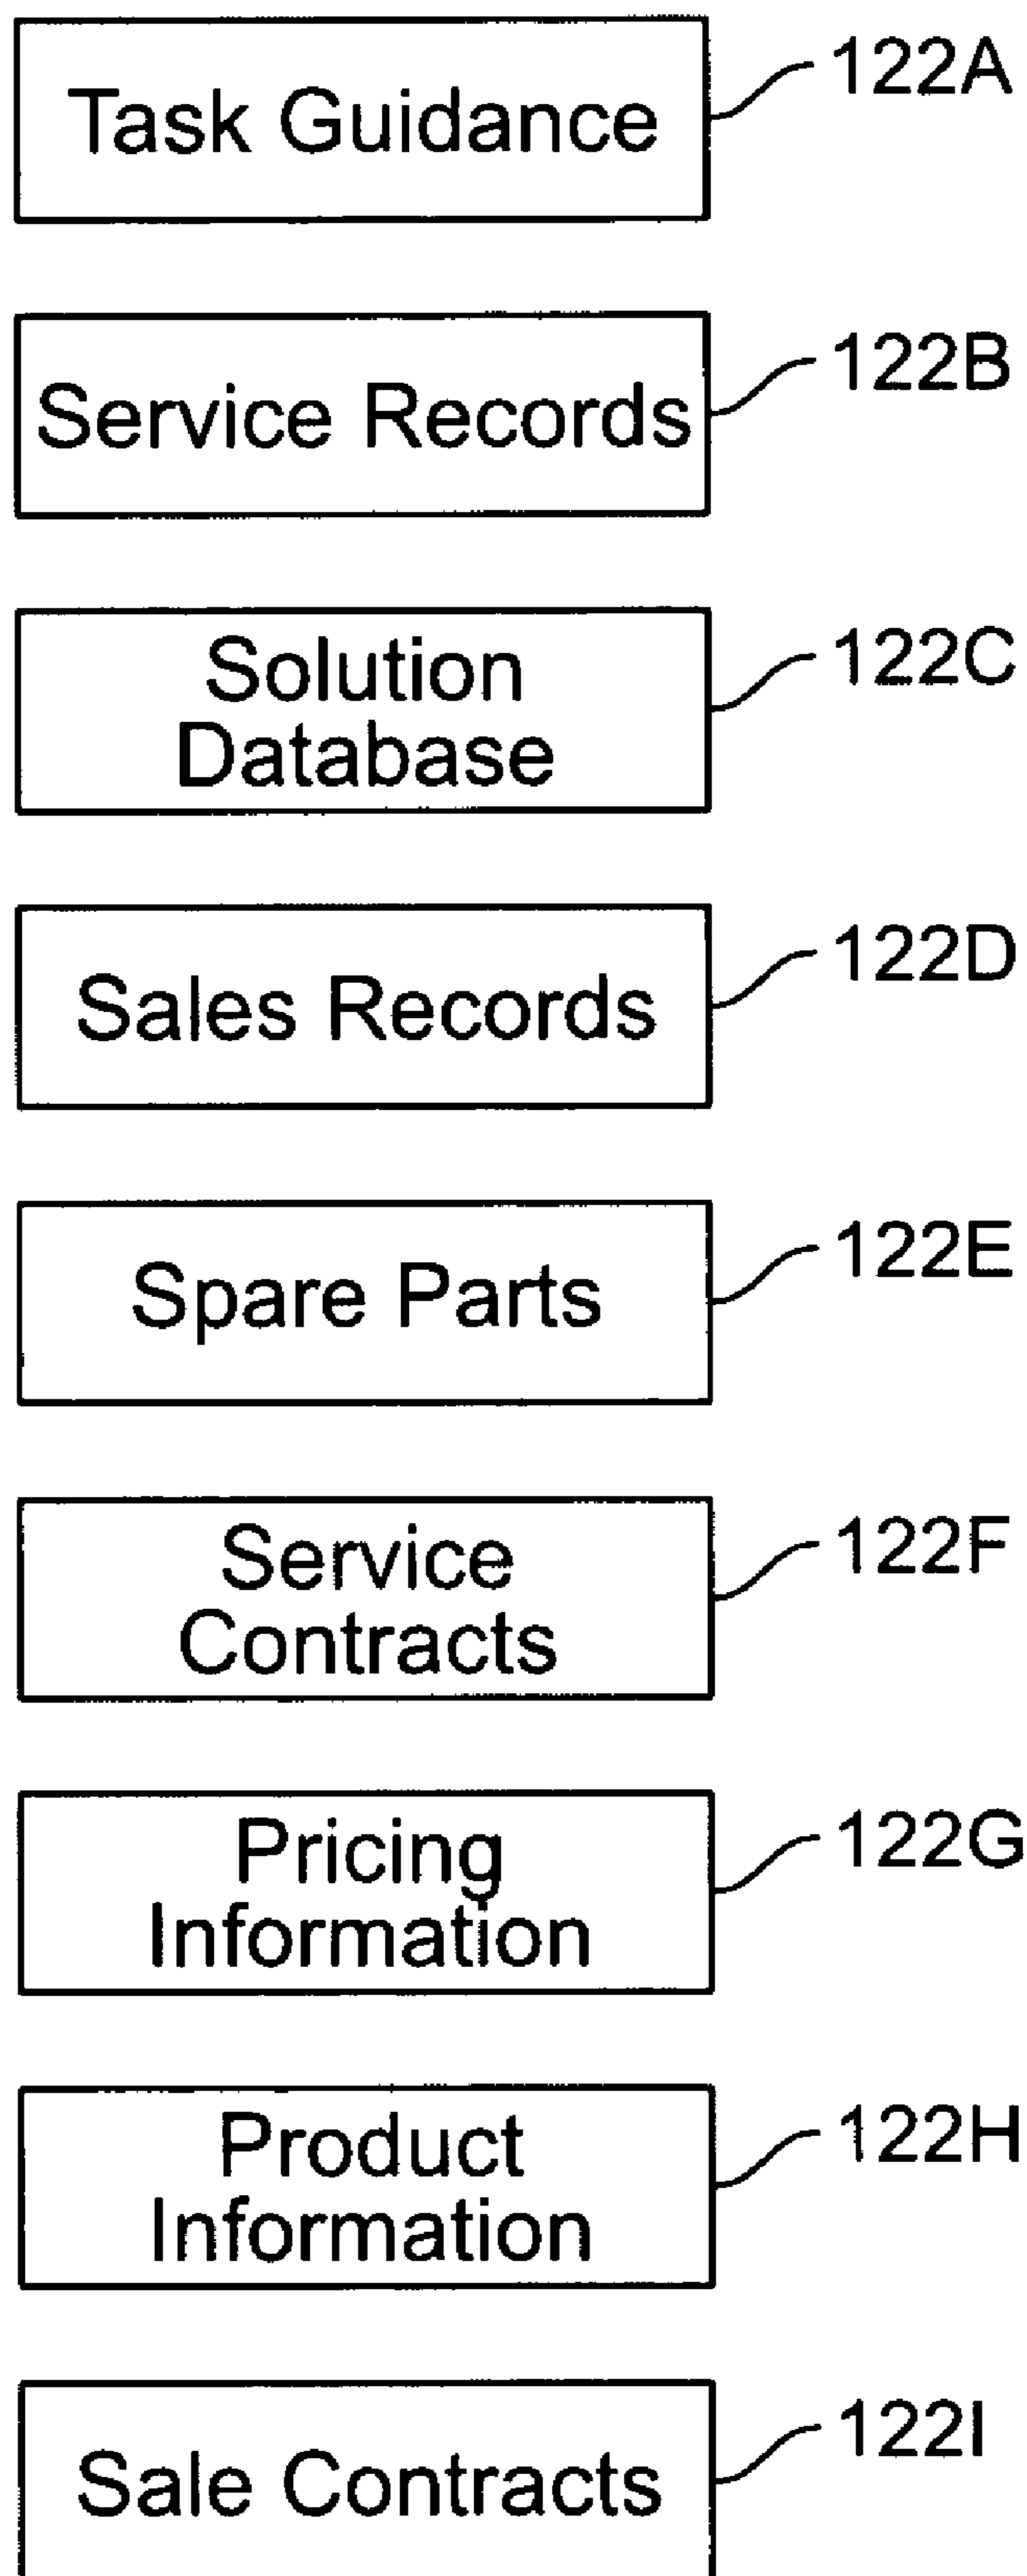 Task Guidance
122A
Service Records
122B
Solution
Database
122C
Sales Records
122D
Spare Parts
122E
Service
Contracts
122F
Pricing
Information
122G
Product
Information
122H
Sale Contracts
122I